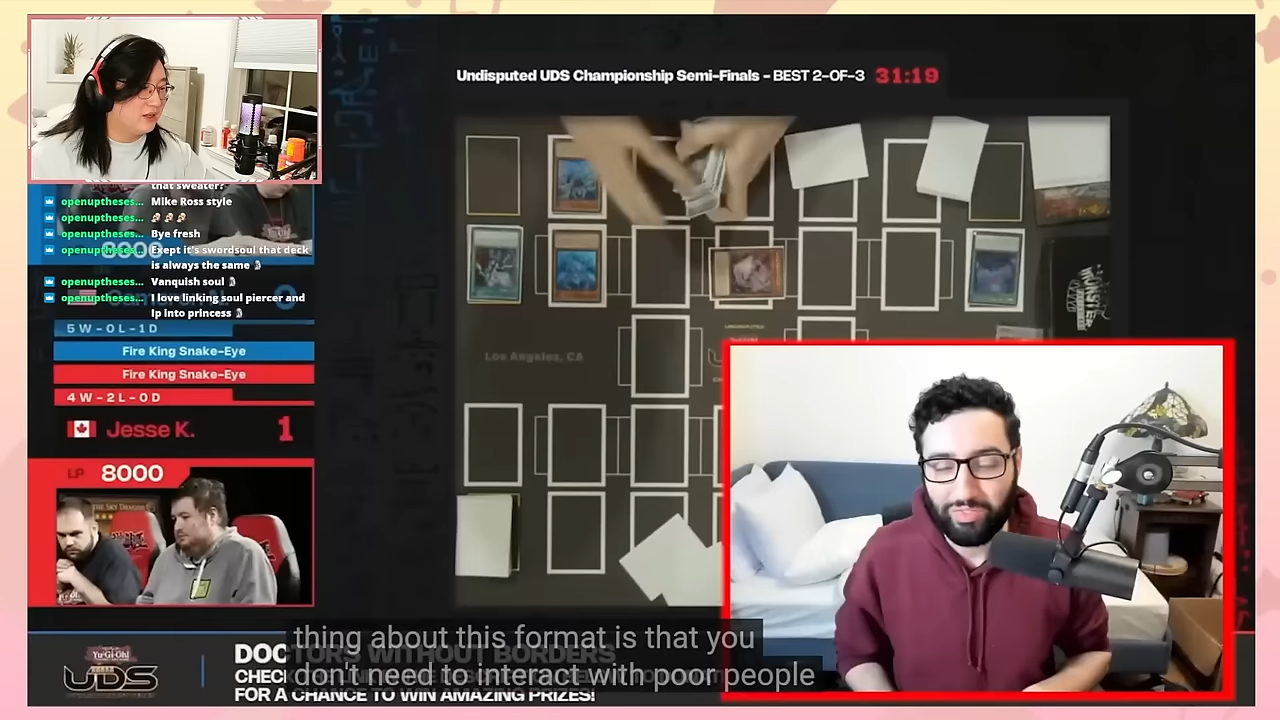 Undisputed UDS Championship Semi-Finals - BEST 2-OF-3 31:19
that sweater?
openuptheses... Mike Ross style
openuptheses...
openuptheses... Bye fresh
openuptheses... Exept it's swordsoul that deck
is always the same
openuptheses... Vanquish soul
openuptheses... I love linking soul piercer and
Ip into princess
8000
5 W - 0 L - 1 D
Fire King Snake-Eye
Fire King Snake-Eye
4 W - 2 L - 0 D
Jesse K. 1
LP 8000
Los Angeles, CA
thing about this format is that you
don't need to interact with poor people
Yu-Gi-Oh!
UDS
DOCTORS WITHOUT BORDERS
FOR A CHANCE TO WIN AMAZING PRIZES!